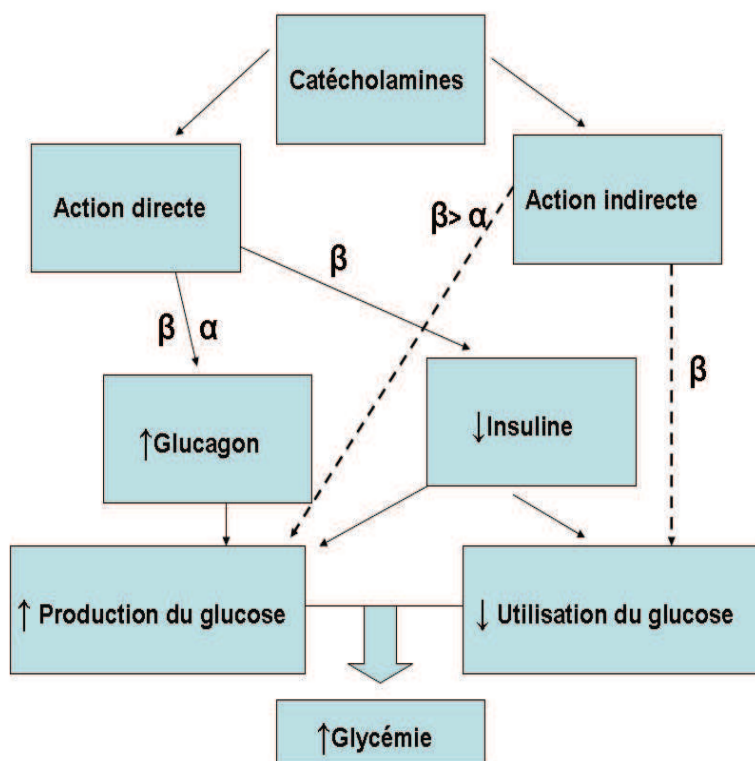 Catécholamines
Action directe
Action indirecte
β> α
β
β α
β
↑Glucagon
↓Insuline
↑ Production du glucose
↓ Utilisation du glucose
↑Glycémie